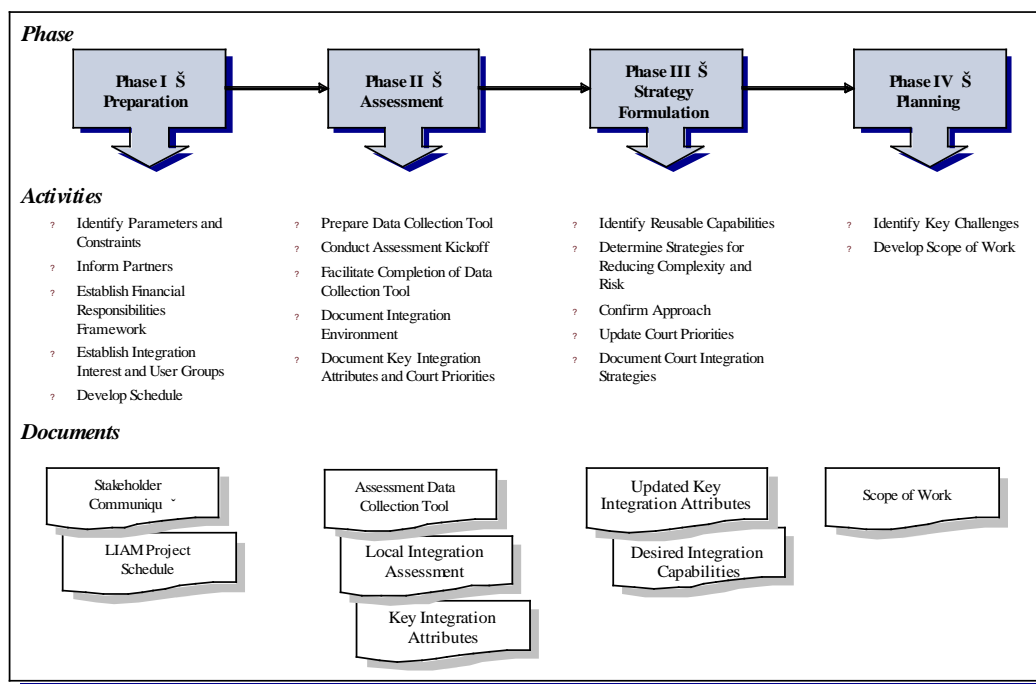 Phase
Phase I Š
Preparation
Phase II Š
Assessment
Phase III Š
Strategy
Formulation
Phase IV Š
Planning
Activities
? Identify Parameters and
Constraints
? Inform Partners
? Establish Financial
Responsibilities
Framework
? Establish Integration
Interest and User Groups
? Develop Schedule
? Prepare Data Collection Tool
? Conduct Assessment Kickoff
? Facilitate Completion of Data
Collection Tool
? Document Integration
Environment
? Document Key Integration
Attributes and Court Priorities
? Identify Reusable Capabilities
? Determine Strategies for
Reducing Complexity and
Risk
? Confirm Approach
? Update Court Priorities
? Document Court Integration
Strategies
? Identify Key Challenges
? Develop Scope of Work
Documents
Stakeholder
Communiqu ˇ
LIAM Project
Schedule
Assessment Data
Collection Tool
Local Integration
Assessment
Key Integration
Attributes
Updated Key
Integration Attributes
Desired Integration
Capabilities
Scope of Work